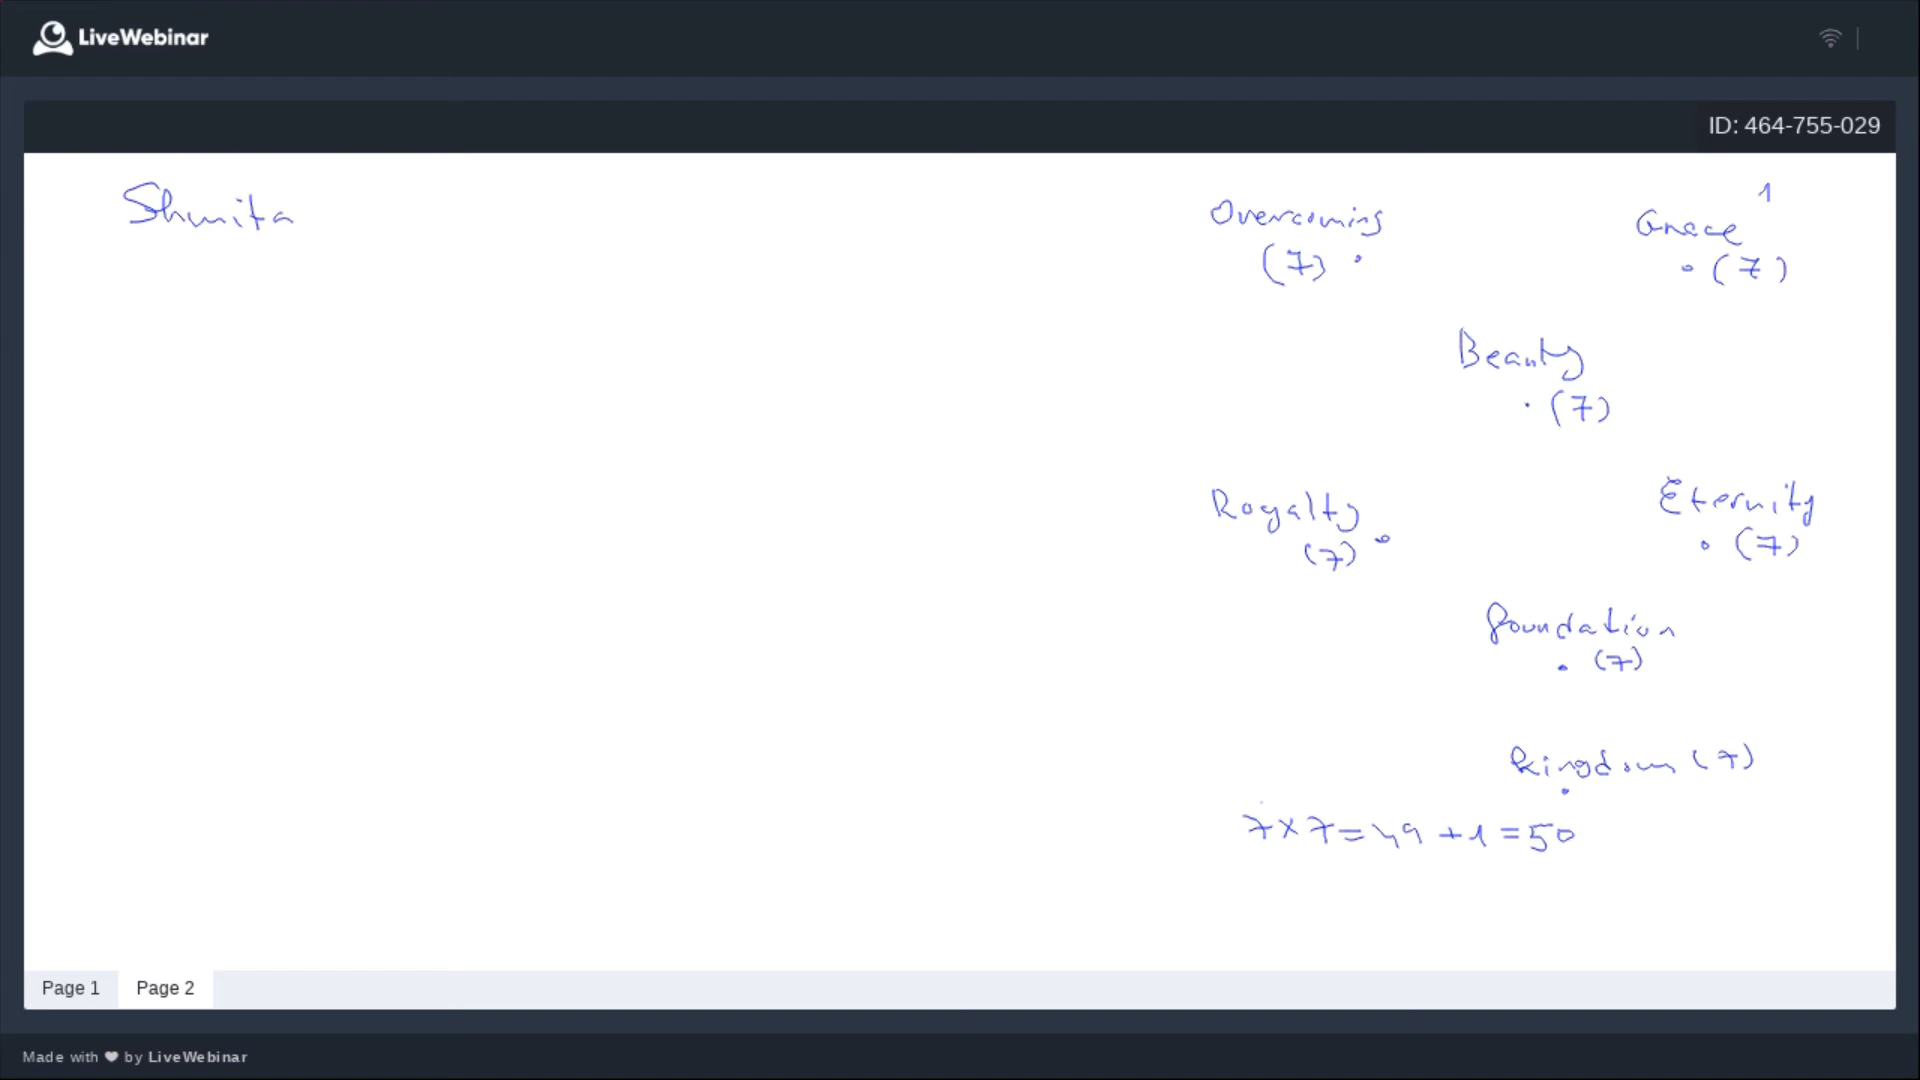 LiveWebinar
ID: 464-755-029
Shmita
1
Overcoming
Grace
(7)
(7)
Beauty
(7)
Royalty
Eternity
(7)
(7)
foundation
(7)
kingdom (7)
7x7=49+1=50
Page 1
Page 2
Made with ❤ by LiveWebinar